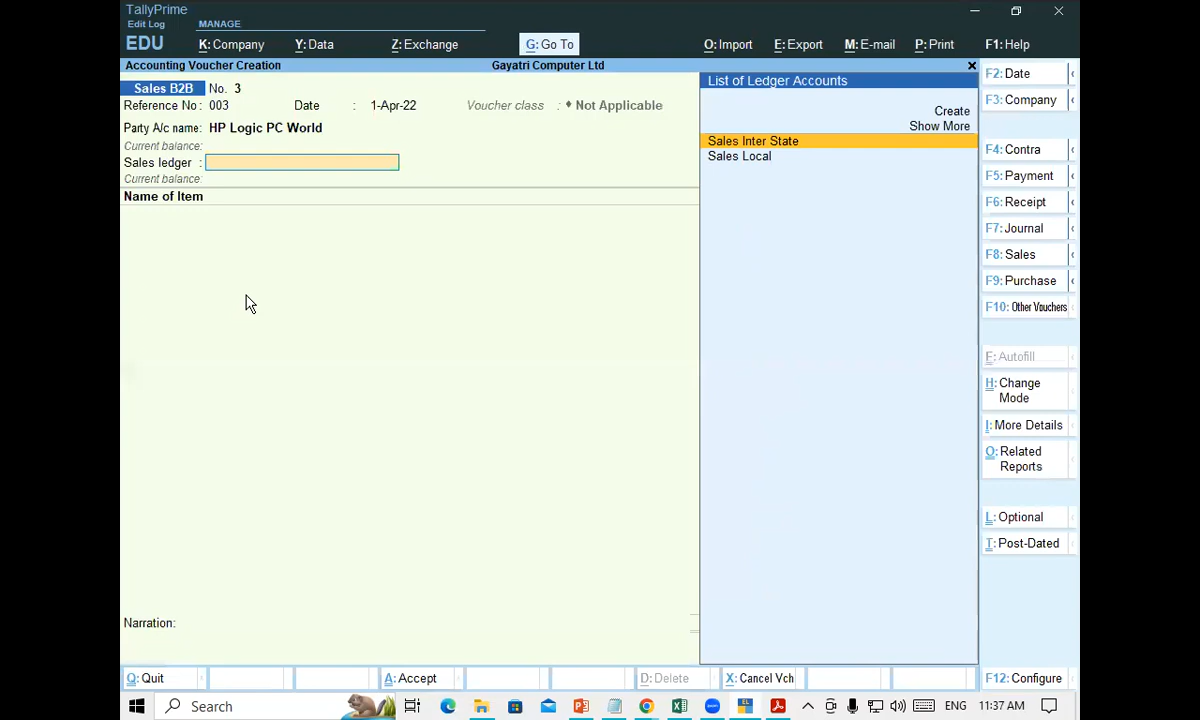 TallyPrime
Edit Log
MANAGE
EDU
K: Company
Y: Data
Z: Exchange
G: Go To
O: Import
E: Export
M: E-mail
P: Print
F1: Help
Accounting Voucher Creation
Gayatri Computer Ltd
Sales B2B No. 3
Reference No : 003 Date : 1-Apr-22 Voucher class : ♦ Not Applicable
Party A/c name: HP Logic PC World
Current balance:
Sales ledger :
Current balance:
Name of Item
Narration:
List of Ledger Accounts
Create
Show More
Sales Inter State
Sales Local
F2: Date
F3: Company
F4: Contra
F5: Payment
F6: Receipt
F7: Journal
F8: Sales
F9: Purchase
F10: Other Vouchers
E: Autofill
H: Change
Mode
I: More Details
O: Related
Reports
L: Optional
T: Post-Dated
Q: Quit
A: Accept
D: Delete
X: Cancel Vch
F12: Configure
Search
ENG
11:37 AM